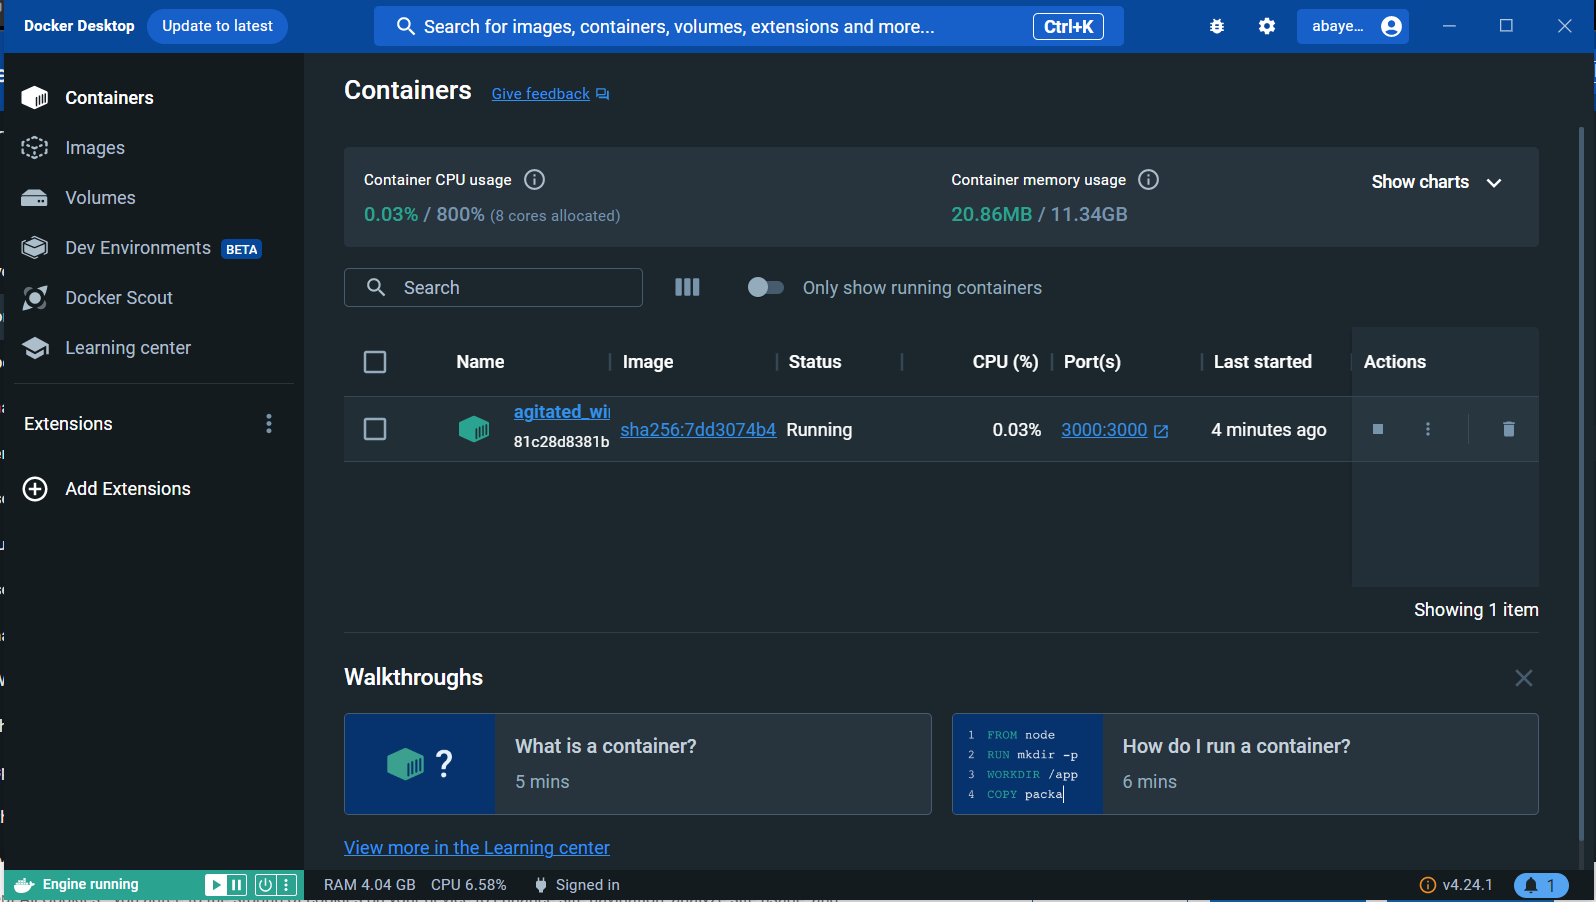 Docker Desktop Update to latest Search for images, containers, volumes, extensions and more... Ctrl+K abaye...
Containers
Images
Volumes
Dev Environments BETA
Docker Scout
Learning center
Extensions
Add Extensions
Containers Give feedback
Container CPU usage
0.03% / 800% (8 cores allocated)
Container memory usage
20.86MB / 11.34GB
Show charts
Search Only show running containers
Name Image Status CPU (%) Port(s) Last started Actions
agitated_wi
81c28d8381b
sha256:7dd3074b4 Running 0.03% 3000:3000 4 minutes ago
Showing 1 item
Walkthroughs
?
What is a container?
5 mins
1 FROM node
2 RUN mkdir -p
3 WORKDIR /app
4 COPY packa
How do I run a container?
6 mins
View more in the Learning center
Engine running RAM 4.04 GB CPU 6.58% Signed in v4.24.1 1